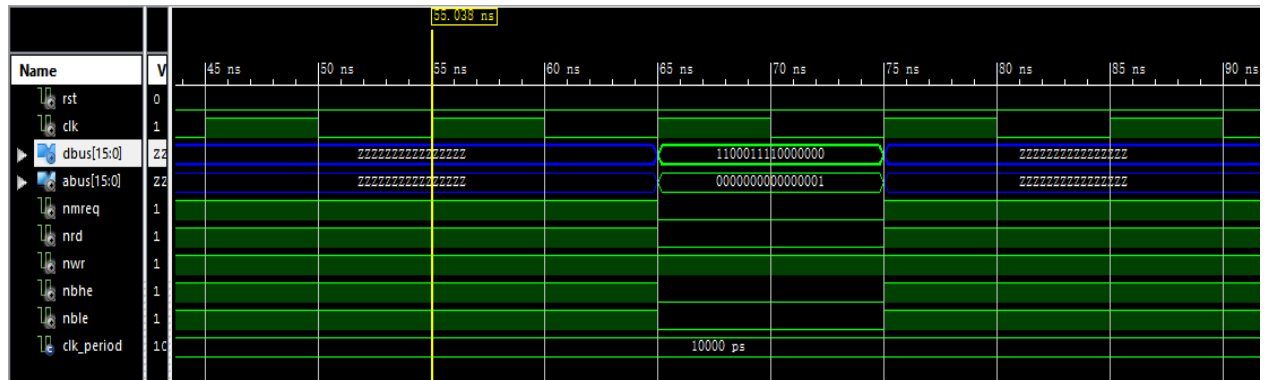 55.038 ns
Name V 45 ns 50 ns 55 ns 60 ns 65 ns 70 ns 75 ns 80 ns 85 ns 90 ns
rst 0
clk 1
dbus[15:0] ZZ ZZZZZZZZZZZZZZZZ 1100011110000000 ZZZZZZZZZZZZZZZZ
abus[15:0] ZZ ZZZZZZZZZZZZZZZZ 0000000000000001 ZZZZZZZZZZZZZZZZ
nmreq 1
nrd 1
nwr 1
nbhe 1
nble 1
clk_period 10 10000 ps